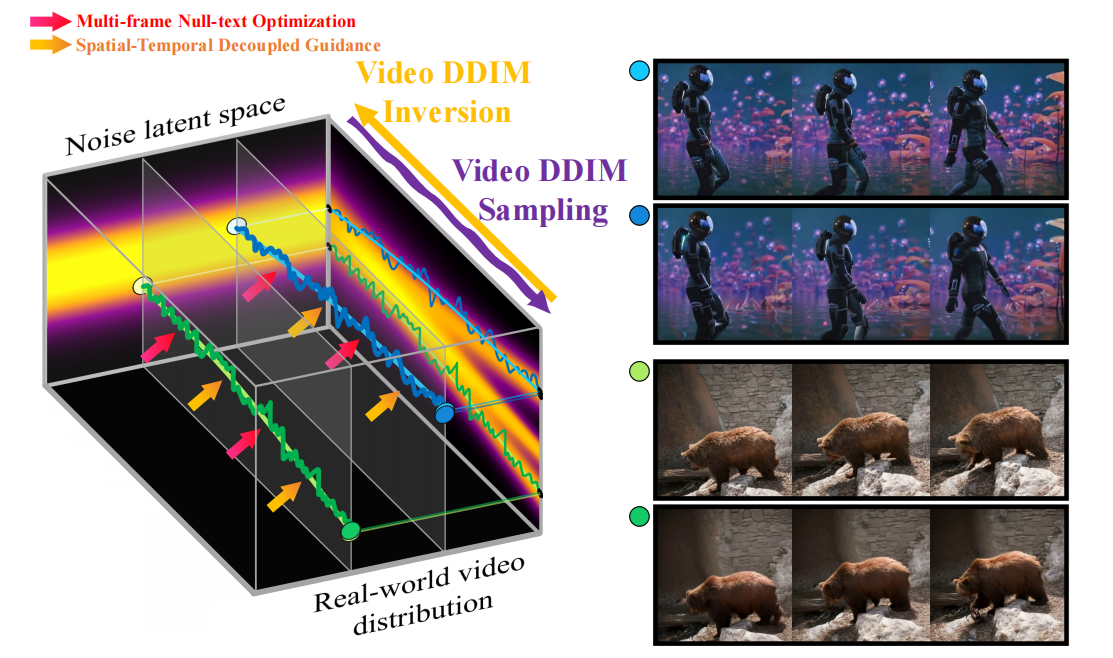 Multi-frame Null-text Optimization
Spatial-Temporal Decoupled Guidance
Video DDIM
Inversion
Noise latent space
Video DDIM
Sampling
Real-world video
distribution